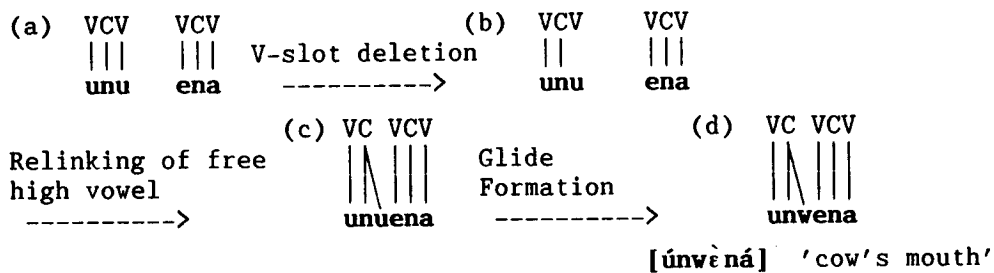 (a) VCV VCV (b) VCV VCV
V-slot deletion
unu ena ----------> unu ena
(c) VC VCV (d) VC VCV
Relinking of free Glide
high vowel Formation
----------> unuena ----------> unwena
[únwɛ̀ná] 'cow's mouth'